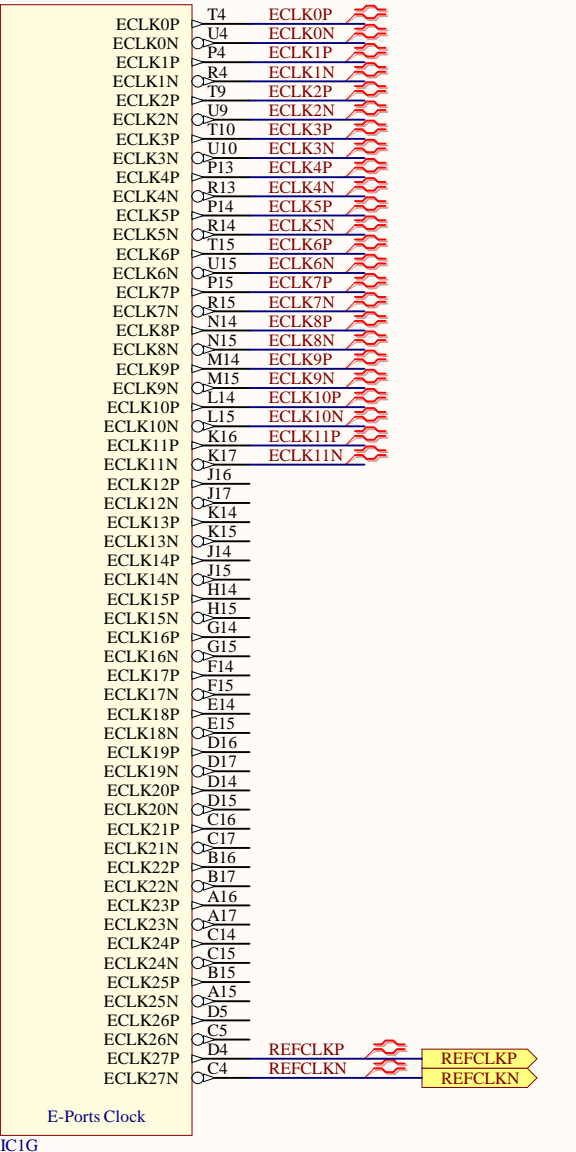 ECLK0P T4 ECLK0P
ECLK0N U4 ECLK0N
ECLK1P P4 ECLK1P
ECLK1N R4 ECLK1N
ECLK2P T9 ECLK2P
ECLK2N U9 ECLK2N
ECLK3P T10 ECLK3P
ECLK3N U10 ECLK3N
ECLK4P P13 ECLK4P
ECLK4N R13 ECLK4N
ECLK5P P14 ECLK5P
ECLK5N R14 ECLK5N
ECLK6P T15 ECLK6P
ECLK6N U15 ECLK6N
ECLK7P P15 ECLK7P
ECLK7N R15 ECLK7N
ECLK8P N14 ECLK8P
ECLK8N N15 ECLK8N
ECLK9P M14 ECLK9P
ECLK9N M15 ECLK9N
ECLK10P L14 ECLK10P
ECLK10N L15 ECLK10N
ECLK11P K16 ECLK11P
ECLK11N K17 ECLK11N
ECLK12P J16
ECLK12N J17
ECLK13P K14
ECLK13N K15
ECLK14P J14
ECLK14N J15
ECLK15P H14
ECLK15N H15
ECLK16P G14
ECLK16N G15
ECLK17P F14
ECLK17N F15
ECLK18P E14
ECLK18N E15
ECLK19P D16
ECLK19N D17
ECLK20P D14
ECLK20N D15
ECLK21P C16
ECLK21N C17
ECLK22P B16
ECLK22N B17
ECLK23P A16
ECLK23N A17
ECLK24P C14
ECLK24N C15
ECLK25P B15
ECLK25N A15
ECLK26P D5
ECLK26N C5
ECLK27P D4 REFCLKP REFCLKP
ECLK27N C4 REFCLKN REFCLKN
E-Ports Clock
IC1G